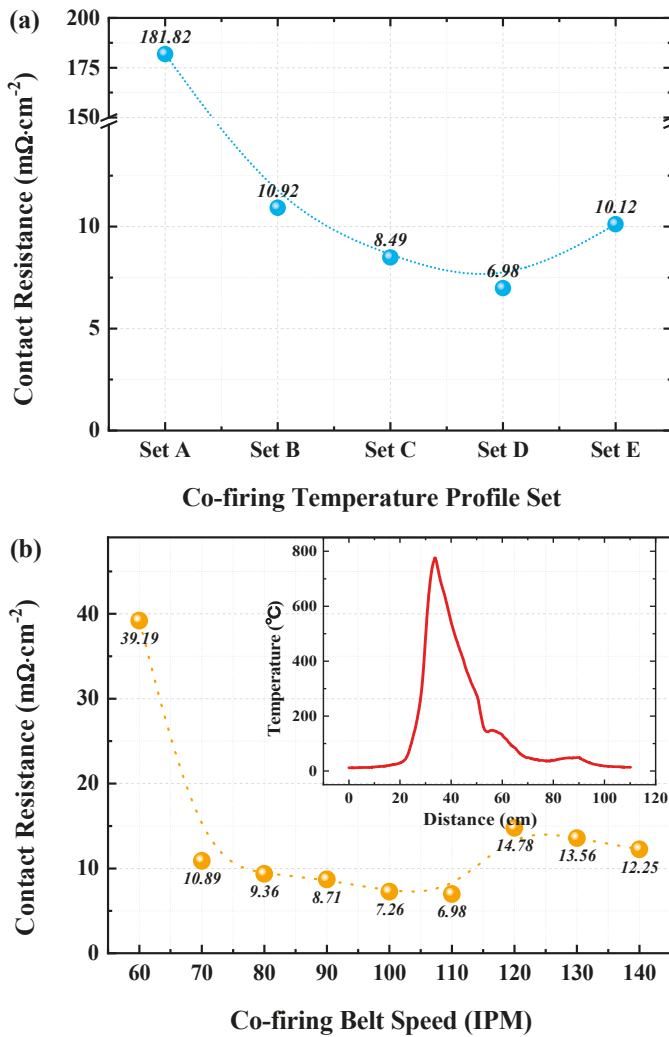 (a)
200
175
150
10
5
0
Contact Resistance (mΩ·cm⁻²)
181.82
10.92
8.49
6.98
10.12
Set A Set B Set C Set D Set E
Co-firing Temperature Profile Set
(b)
40
30
20
10
0
Contact Resistance (mΩ·cm⁻²)
39.19
10.89
9.36
8.71
7.26
6.98
14.78
13.56
12.25
800
600
400
200
0
Temperature (℃)
0 20 40 60 80 100 120
Distance (cm)
60 70 80 90 100 110 120 130 140
Co-firing Belt Speed (IPM)